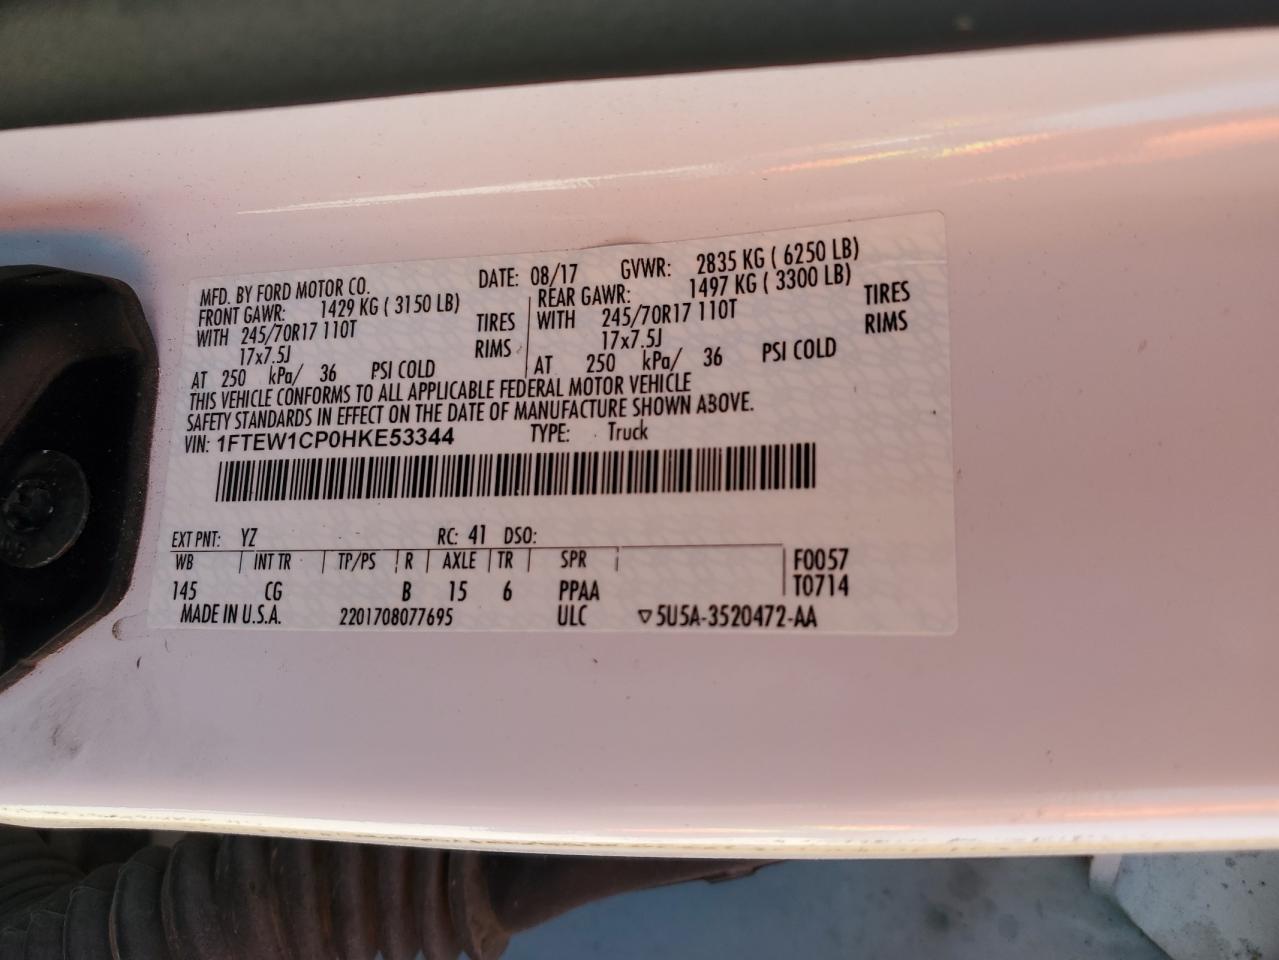 MFD. BY FORD MOTOR CO. DATE: 08/17 GVWR: 2835 KG ( 6250 LB)
FRONT GAWR: 1429 KG ( 3150 LB) REAR GAWR: 1497 KG ( 3300 LB)
WITH 245/70R17 110T TIRES WITH 245/70R17 110T TIRES
17x7.5J RIMS 17x7.5J RIMS
AT 250 kPa/ 36 PSI COLD AT 250 kPa/ 36 PSI COLD
THIS VEHICLE CONFORMS TO ALL APPLICABLE FEDERAL MOTOR VEHICLE
SAFETY STANDARDS IN EFFECT ON THE DATE OF MANUFACTURE SHOWN ABOVE.
VIN: 1FTEW1CP0HKE53344 TYPE: Truck
EXT PNT: YZ RC: 41 DSO:
WB INT TR TP/PS R AXLE TR SPR F0057
145 CG B 15 6 PPAA T0714
MADE IN U.S.A. 2201708077695 ULC ▽5U5A-3520472-AA